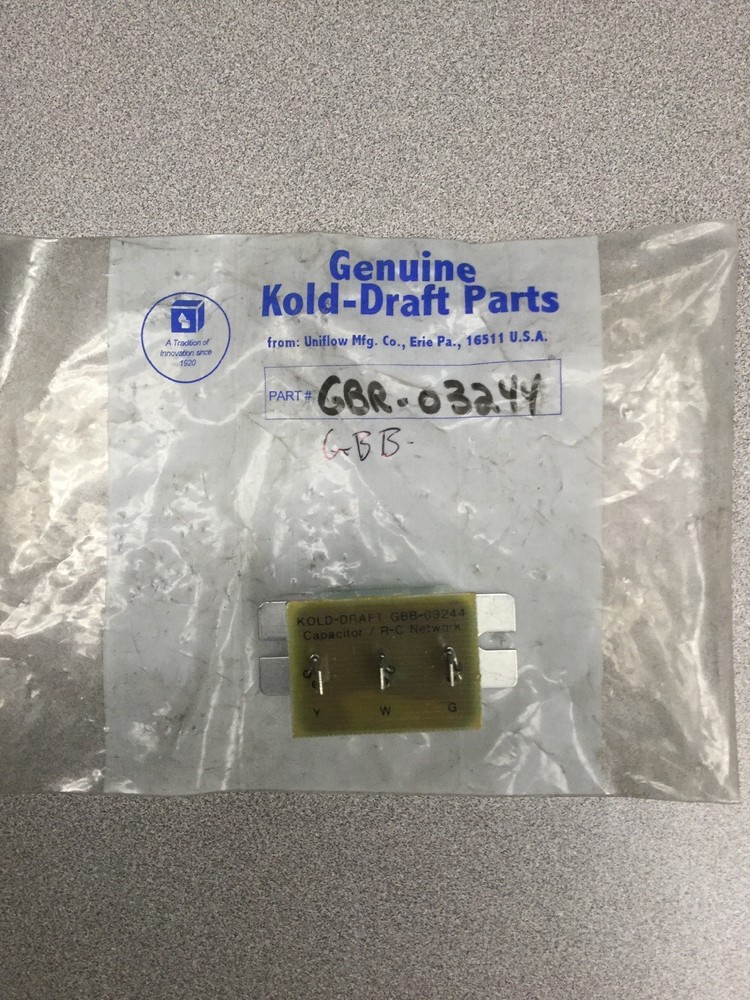 Genuine
Kold-Draft Parts
from: Uniflow Mfg. Co., Erie Pa., 16511 U.S.A.
A Tradition of
Innovation since
1920
PART # GBR-03244
GBB-
KOLD-DRAFT GBB-03244
Capacitor / R-C Network
Y W G